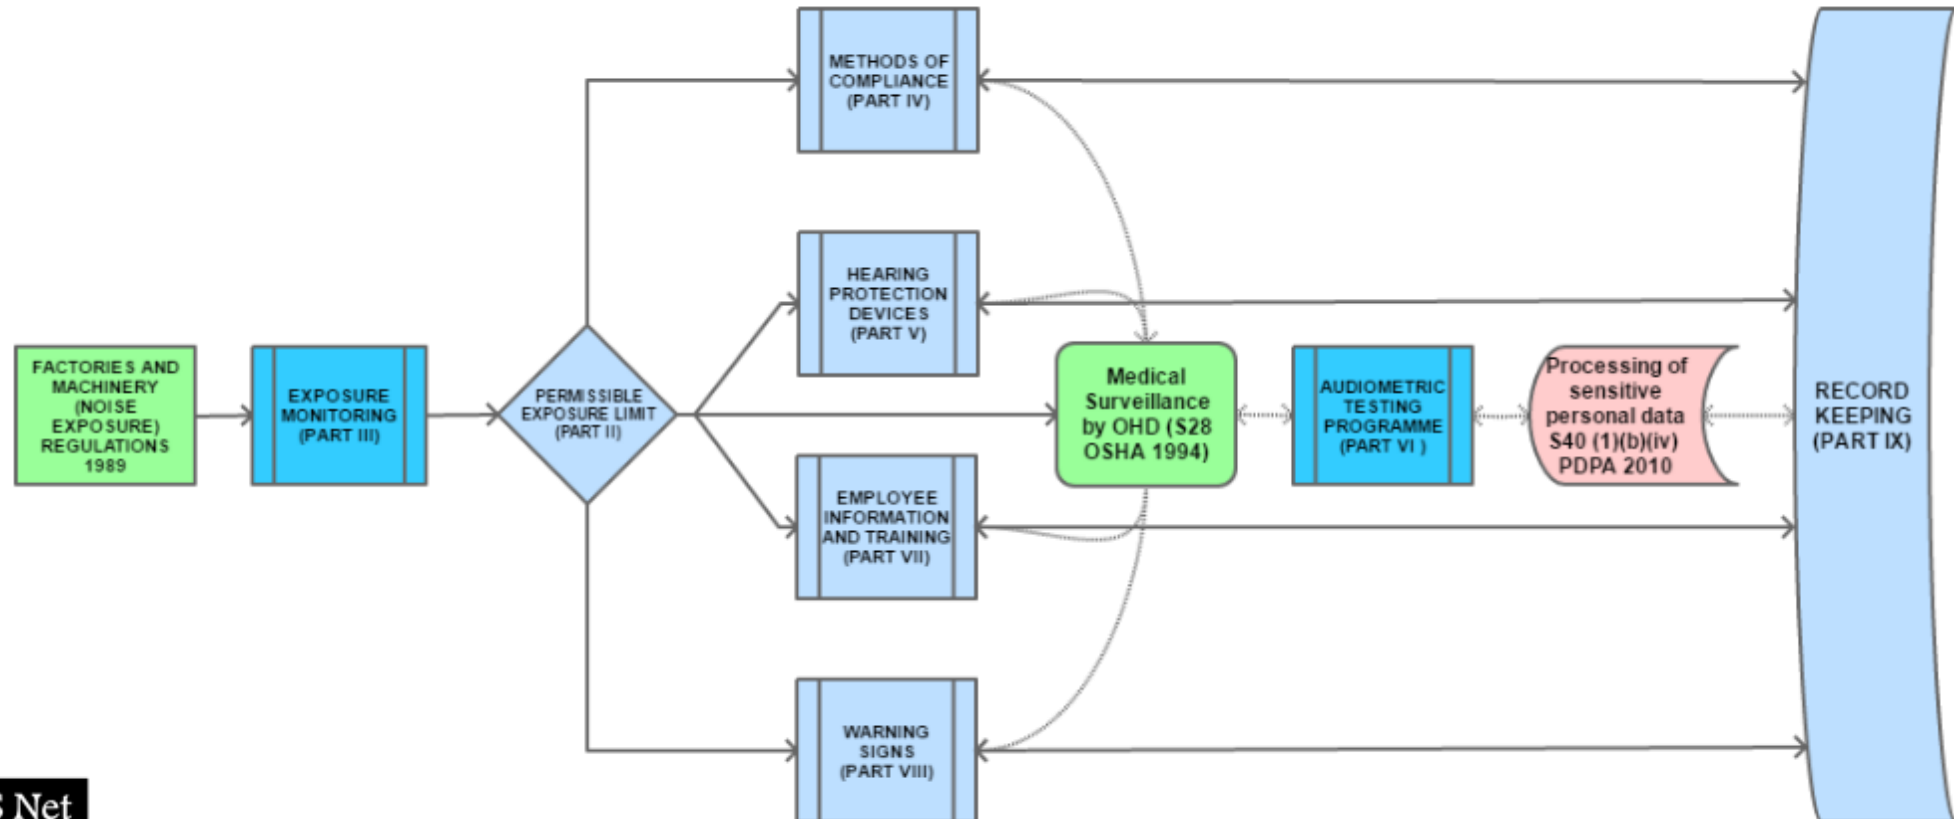 FACTORIES AND
MACHINERY
(NOISE
EXPOSURE)
REGULATIONS
1989
EXPOSURE
MONITORING
(PART III)
PERMISSIBLE
EXPOSURE LIMIT
(PART II)
METHODS OF
COMPLIANCE
(PART IV)
HEARING
PROTECTION
DEVICES
(PART V)
EMPLOYEE
INFORMATION
AND TRAINING
(PART VII)
WARNING
SIGNS
(PART VIII)
Medical
Surveillance
by OHD (S28
OSHA 1994)
AUDIOMETRIC
TESTING
PROGRAMME
(PART VI )
Processing of
sensitive
personal data
S40 (1)(b)(iv)
PDPA 2010
RECORD
KEEPING
(PART IX)
Net